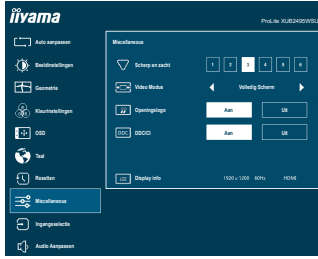 iiyama
ProLite XUB2495WSU
Auto aanpassen
Beeldinstellingen
Geometrie
Kleurinstellingen
OSD
Taal
Resetten
Miscellaneous
Ingangsselectie
Audio Aanpassen
Miscellaneous
Scherp en zacht 1 2 3 4 5 6
Video Modus Volledig Scherm
Openingslogo Aan Uit
DDC DDC/CI Aan Uit
Display info 1920 x 1200 60Hz HDMI